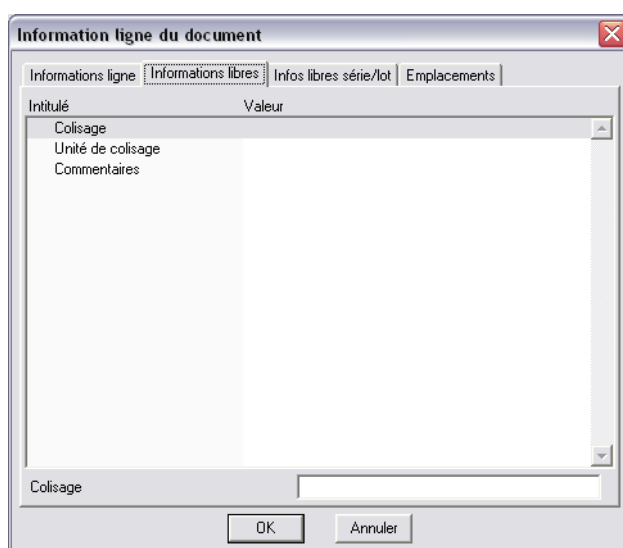 Information ligne du document
Informations ligne Informations libres Infos libres série/lot Emplacements
Intitulé Valeur
Colisage
Unité de colisage
Commentaires
Colisage
OK Annuler